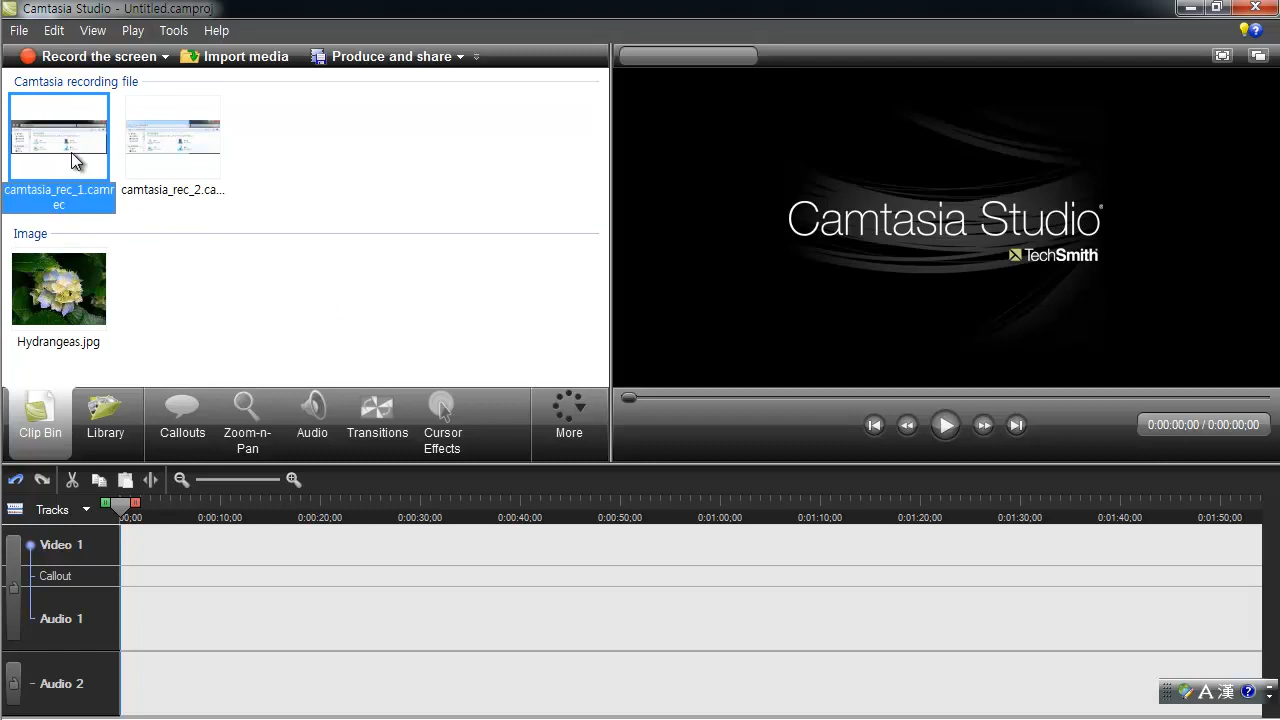 Camtasia Studio - Untitled.camproj
File Edit View Play Tools Help
Record the screen Import media Produce and share
Camtasia recording file
camtasia_rec_1.camr
ec
camtasia_rec_2.ca...
Image
Hydrangeas.jpg
Camtasia Studio
TechSmith
Clip Bin Library Callouts Zoom-n-
Pan Audio Transitions Cursor
Effects More
0:00:00;00 / 0:00:00;00
Tracks
00;00 0:00:10;00 0:00:20;00 0:00:30;00 0:00:40;00 0:00:50;00 0:01:00;00 0:01:10;00 0:01:20;00 0:01:30;00 0:01:40;00 0:01:50;00
Video 1
Callout
Audio 1
Audio 2
A 漢 ?